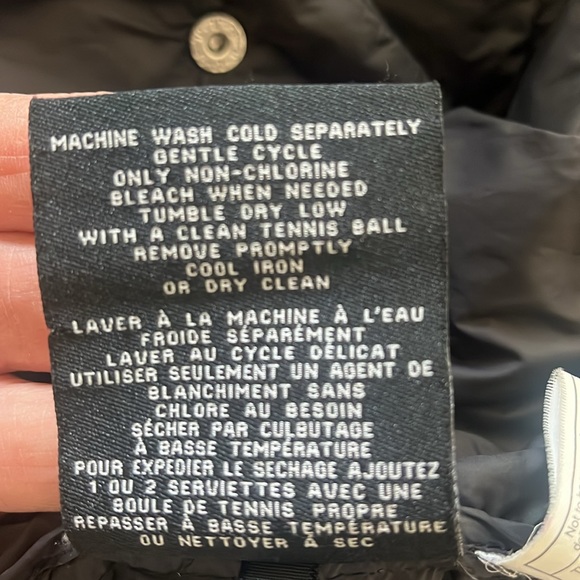 MACHINE WASH COLD SEPARATELY
GENTLE CYCLE
ONLY NON-CHLORINE
BLEACH WHEN NEEDED
TUMBLE DRY LOW
WITH A CLEAN TENNIS BALL
REMOVE PROMPTLY
COOL IRON
OR DRY CLEAN
LAVER À LA MACHINE À L'EAU
FROIDE SÉPARÉMENT
LAVER AU CYCLE DÉLICAT
UTILISER SEULEMENT UN AGENT DE
BLANCHIMENT SANS
CHLORE AU BESOIN
SÉCHER PAR CULBUTAGE
À BASSE TEMPÉRATURE
POUR EXPEDIER LE SECHAGE AJOUTEZ
1 OU 2 SERVIETTES AVEC UNE
BOULE DE TENNIS PROPRE
REPASSER À BASSE TEMPÉRATURE
OU NETTOYER À SEC